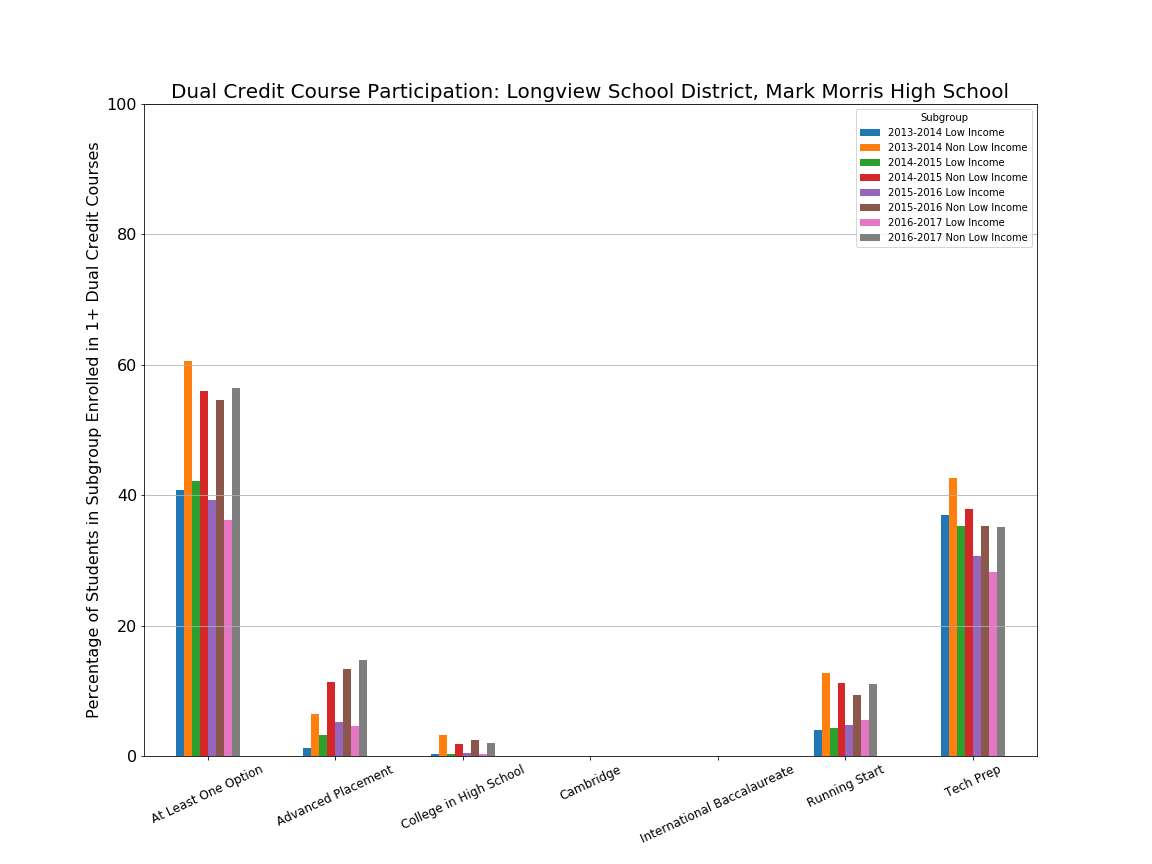 Dual Credit Course Participation: Longview School District, Mark Morris High School
Percentage of Students in Subgroup Enrolled in 1+ Dual Credit Courses
100
80
60
40
20
0
Subgroup
2013-2014 Low Income
2013-2014 Non Low Income
2014-2015 Low Income
2014-2015 Non Low Income
2015-2016 Low Income
2015-2016 Non Low Income
2016-2017 Low Income
2016-2017 Non Low Income
At Least One Option
Advanced Placement
College in High School
Cambridge
International Baccalaureate
Running Start
Tech Prep